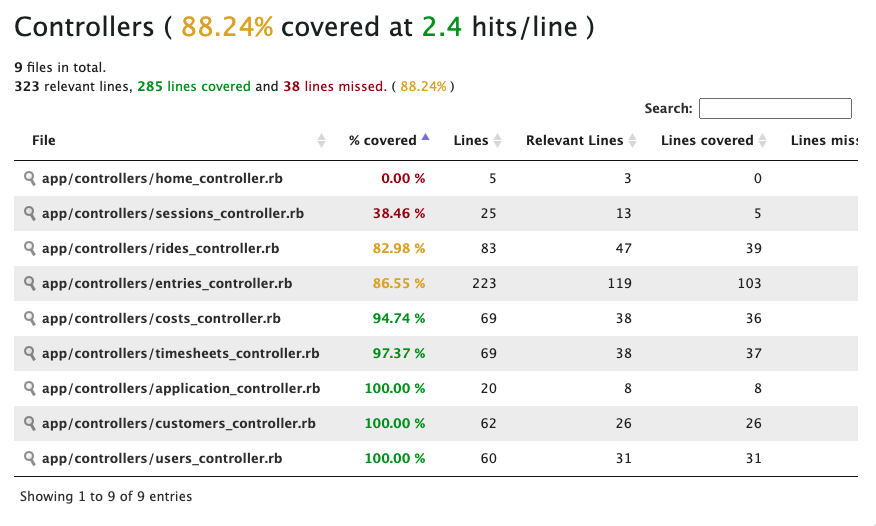 Controllers ( 88.24% covered at 2.4 hits/line )
9 files in total.
323 relevant lines, 285 lines covered and 38 lines missed. ( 88.24% )
Search:
File % covered Lines Relevant Lines Lines covered Lines miss
app/controllers/home_controller.rb 0.00 % 5 3 0
app/controllers/sessions_controller.rb 38.46 % 25 13 5
app/controllers/rides_controller.rb 82.98 % 83 47 39
app/controllers/entries_controller.rb 86.55 % 223 119 103
app/controllers/costs_controller.rb 94.74 % 69 38 36
app/controllers/timesheets_controller.rb 97.37 % 69 38 37
app/controllers/application_controller.rb 100.00 % 20 8 8
app/controllers/customers_controller.rb 100.00 % 62 26 26
app/controllers/users_controller.rb 100.00 % 60 31 31
Showing 1 to 9 of 9 entries